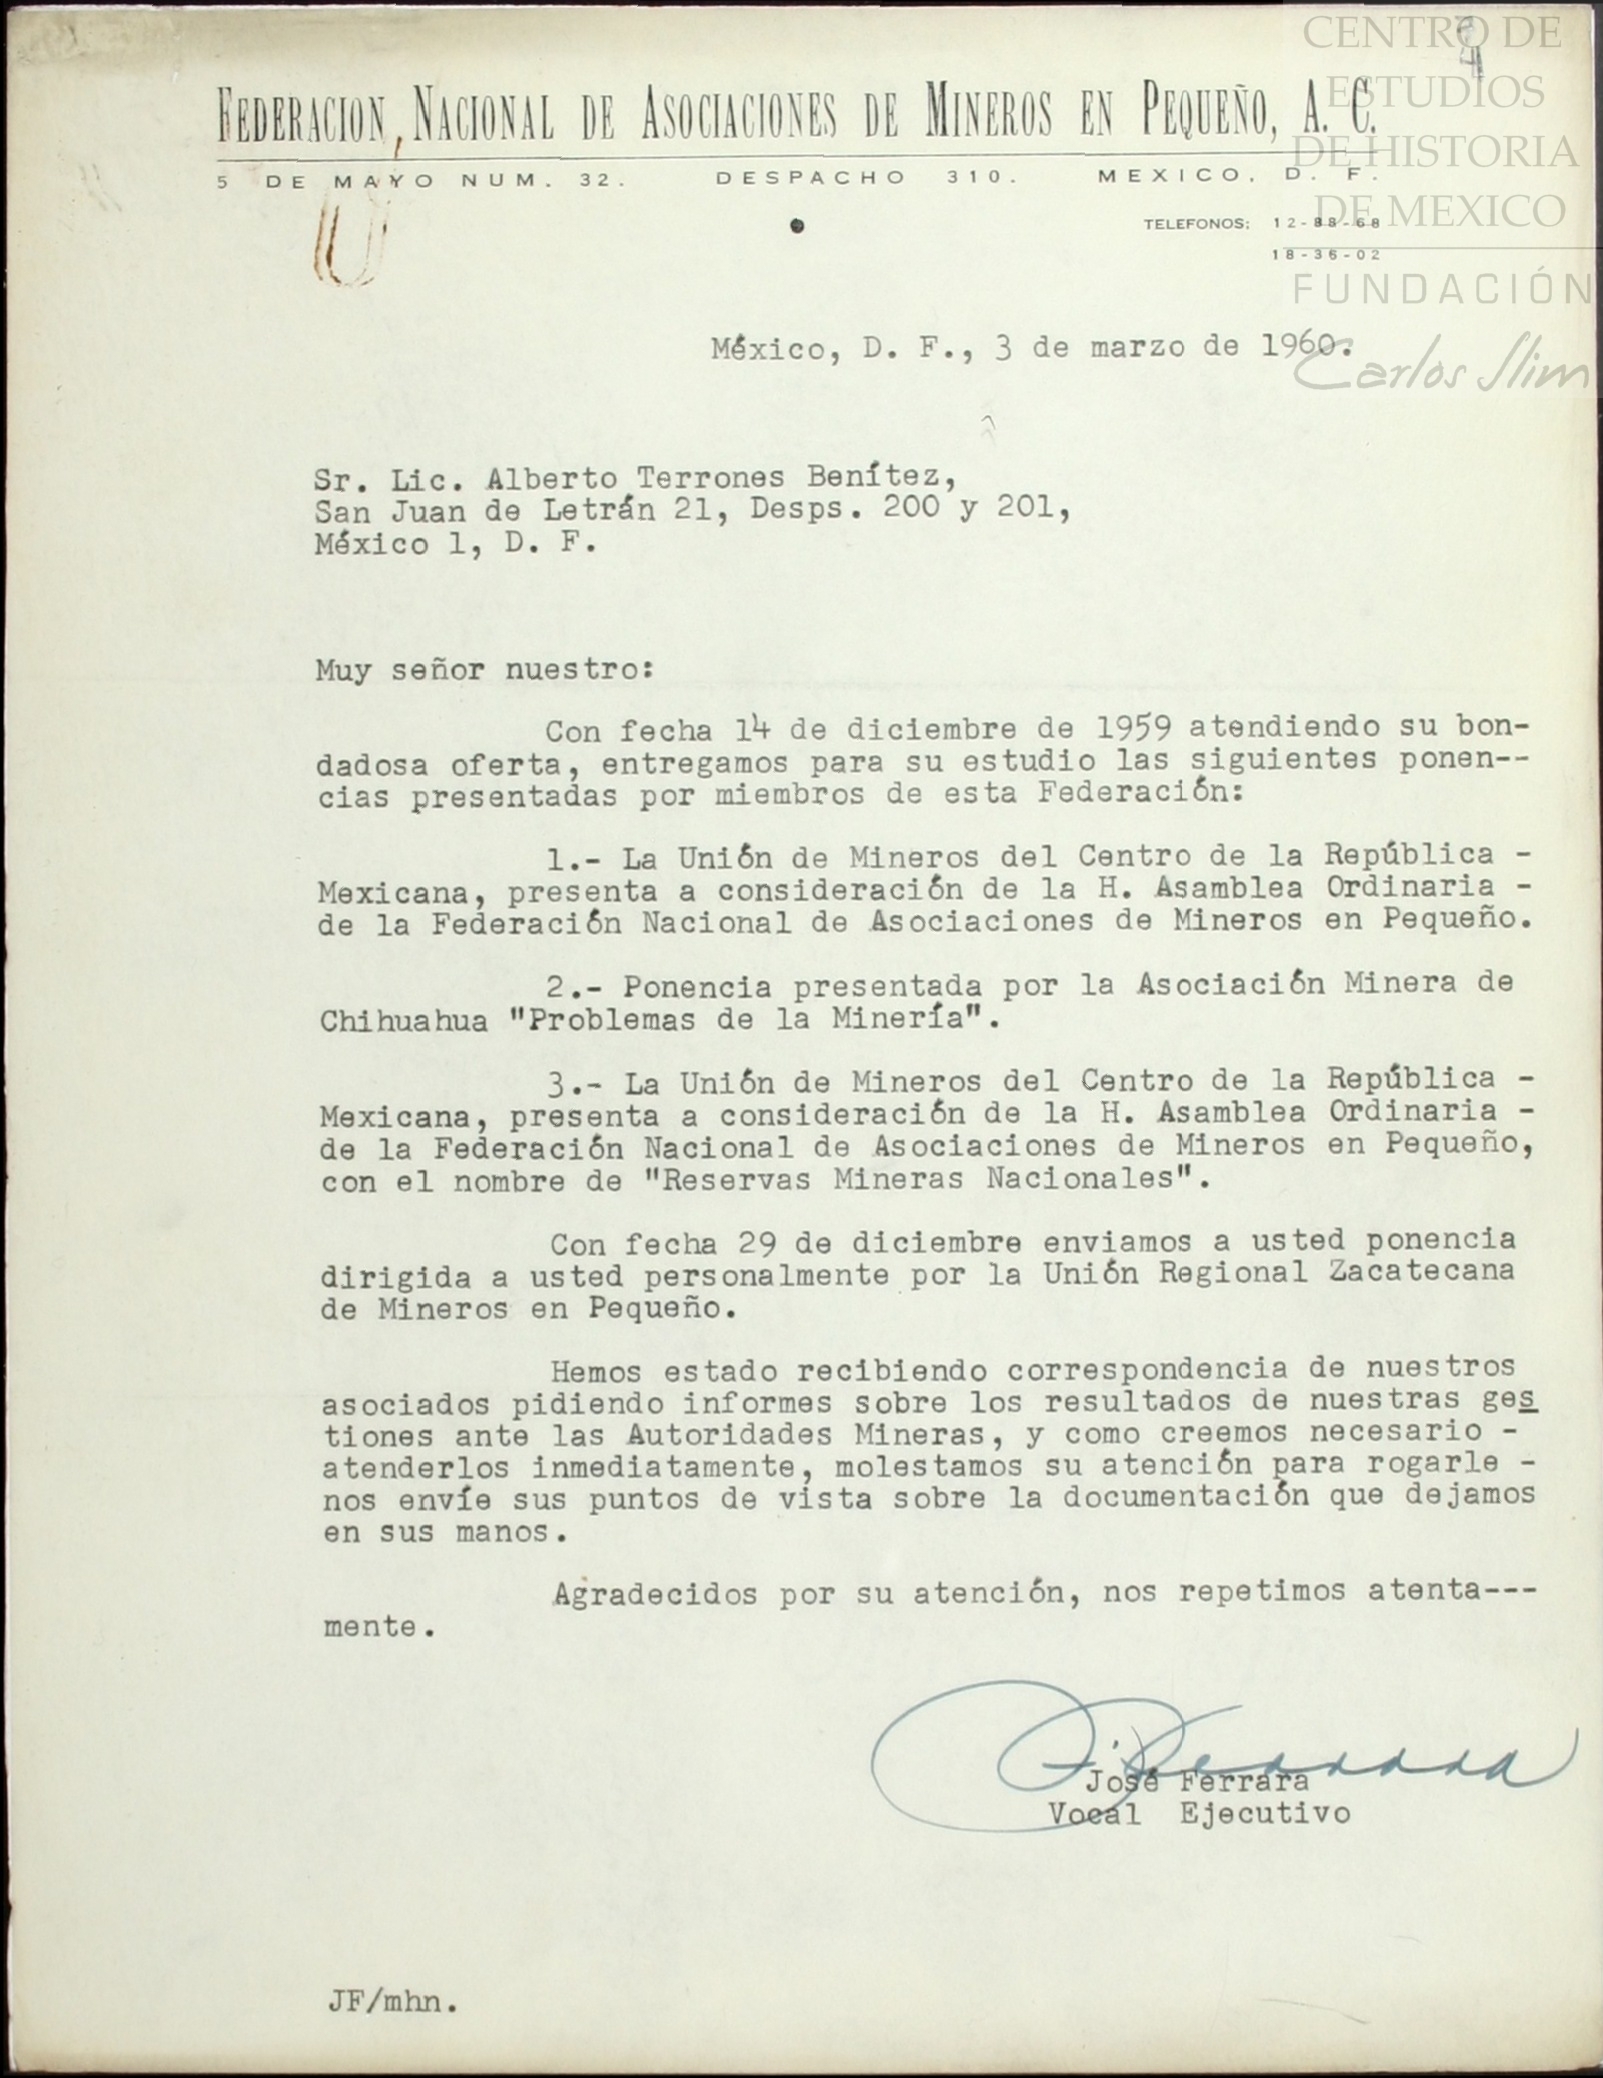 CENTRO DE
ESTUDIOS
DE HISTORIA
DE MEXICO
FUNDACIÓN
Carlos Slim
FEDERACION NACIONAL DE ASOCIACIONES DE MINEROS EN PEQUEÑO, A. C.
5 DE MAYO NUM. 32. DESPACHO 310. MEXICO, D. F.
TELEFONOS: 12-88-68
18-36-02
México, D. F., 3 de marzo de 1960.
Sr. Lic. Alberto Terrones Benítez,
San Juan de Letrán 21, Desps. 200 y 201,
México 1, D. F.
Muy señor nuestro:
Con fecha 14 de diciembre de 1959 atendiendo su bon-
dadosa oferta, entregamos para su estudio las siguientes ponen--
cias presentadas por miembros de esta Federación:
1.- La Unión de Mineros del Centro de la República -
Mexicana, presenta a consideración de la H. Asamblea Ordinaria -
de la Federación Nacional de Asociaciones de Mineros en Pequeño.
2.- Ponencia presentada por la Asociación Minera de
Chihuahua "Problemas de la Minería".
3.- La Unión de Mineros del Centro de la República -
Mexicana, presenta a consideración de la H. Asamblea Ordinaria -
de la Federación Nacional de Asociaciones de Mineros en Pequeño,
con el nombre de "Reservas Mineras Nacionales".
Con fecha 29 de diciembre enviamos a usted ponencia
dirigida a usted personalmente por la Unión Regional Zacatecana
de Mineros en Pequeño.
Hemos estado recibiendo correspondencia de nuestros
asociados pidiendo informes sobre los resultados de nuestras ges
tiones ante las Autoridades Mineras, y como creemos necesario -
atenderlos inmediatamente, molestamos su atención para rogarle -
nos envíe sus puntos de vista sobre la documentación que dejamos
en sus manos.
Agradecidos por su atención, nos repetimos atenta---
mente.
José Ferrara
Vocal Ejecutivo
JF/mhn.